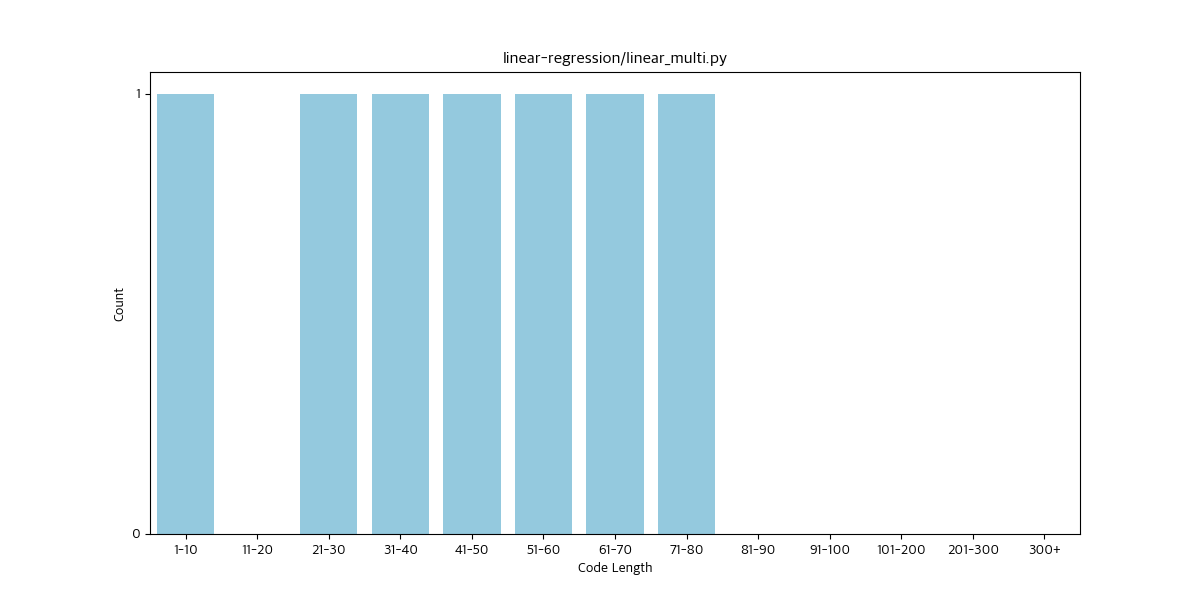 linear-regression/linear_multi.py
1
Count
0
1-10 11-20 21-30 31-40 41-50 51-60 61-70 71-80 81-90 91-100 101-200 201-300 300+
Code Length